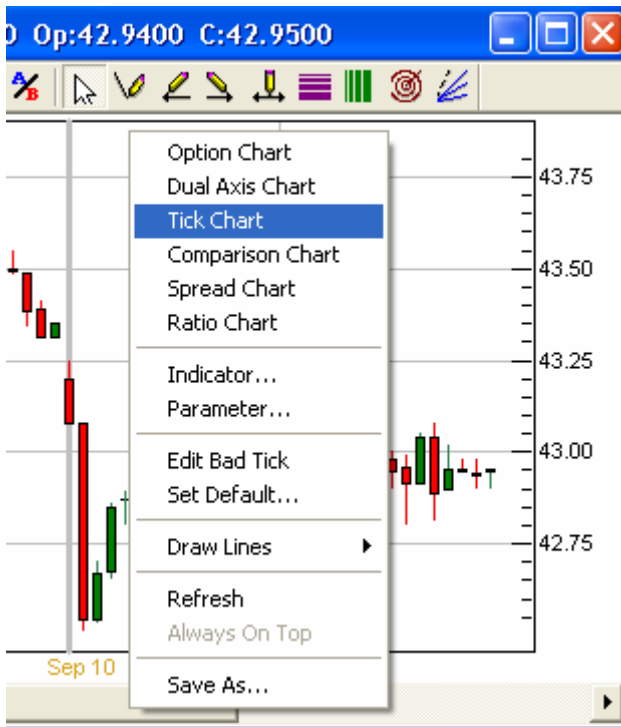 0 Op:42.9400 C:42.9500
A/B
Option Chart
Dual Axis Chart
Tick Chart
Comparison Chart
Spread Chart
Ratio Chart
Indicator...
Parameter...
Edit Bad Tick
Set Default...
Draw Lines
Refresh
Always On Top
Save As...
43.75
43.50
43.25
43.00
42.75
Sep 10